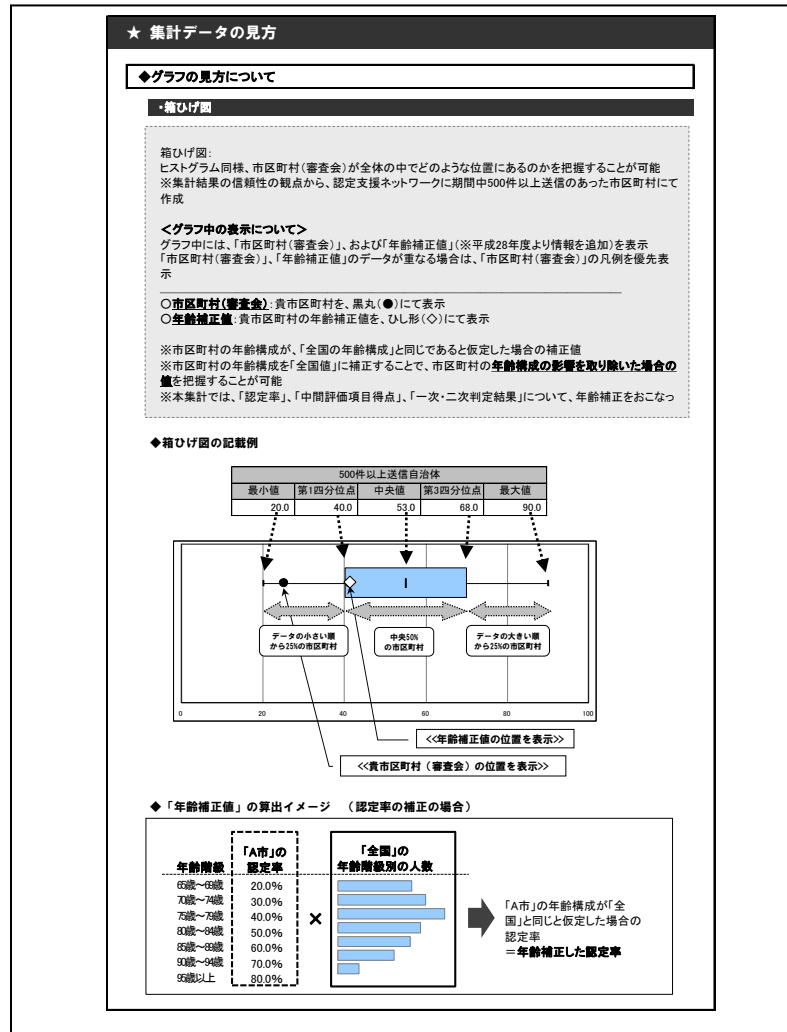 ★ 集計データの見方
◆グラフの見方について
・箱ひげ図
箱ひげ図:
ヒストグラム同様、市区町村（審査会）が全体の中でどのような位置にあるのかを把握することが可能
※集計結果の信頼性の観点から、認定支援ネットワークに期間中500件以上送信のあった市区町村にて
作成
＜グラフ中の表示について＞
グラフ中には、「市区町村（審査会）」、および「年齢補正値」（※平成28年度より情報を追加）を表示
「市区町村（審査会）」、「年齢補正値」のデータが重なる場合は、「市区町村（審査会）」の凡例を優先表
示
○市区町村（審査会）:貴市区町村を、黒丸（●）にて表示
○年齢補正値:貴市区町村の年齢補正値を、ひし形（◇）にて表示
※市区町村の年齢構成が、「全国の年齢構成」と同じであると仮定した場合の補正値
※市区町村の年齢構成を「全国値」に補正することで、市区町村の年齢構成の影響を取り除いた場合の
値を把握することが可能
※本集計では、「認定率」、「中間評価項目得点」、「一次・二次判定結果」について、年齢補正をおこなっ
◆箱ひげ図の記載例
500件以上送信自治体
最小値 第1四分位点 中央値 第3四分位点 最大値
20.0 40.0 53.0 68.0 90.0
データの小さい順
から25%の市区町村
中央50%
の市区町村
データの大きい順
から25%の市区町村
0 20 40 60 80 100
<<年齢補正値の位置を表示>>
<<貴市区町村（審査会）の位置を表示>>
◆「年齢補正値」の算出イメージ （認定率の補正の場合）
年齢階級 「A市」の認定率
65歳～69歳 20.0%
70歳～74歳 30.0%
75歳～79歳 40.0%
80歳～84歳 50.0%
85歳～89歳 60.0%
90歳～94歳 70.0%
95歳以上 80.0%
×
「全国」の
年齢階級別の人数
「A市」の年齢構成が「全
国」と同じと仮定した場合の
認定率
＝年齢補正した認定率